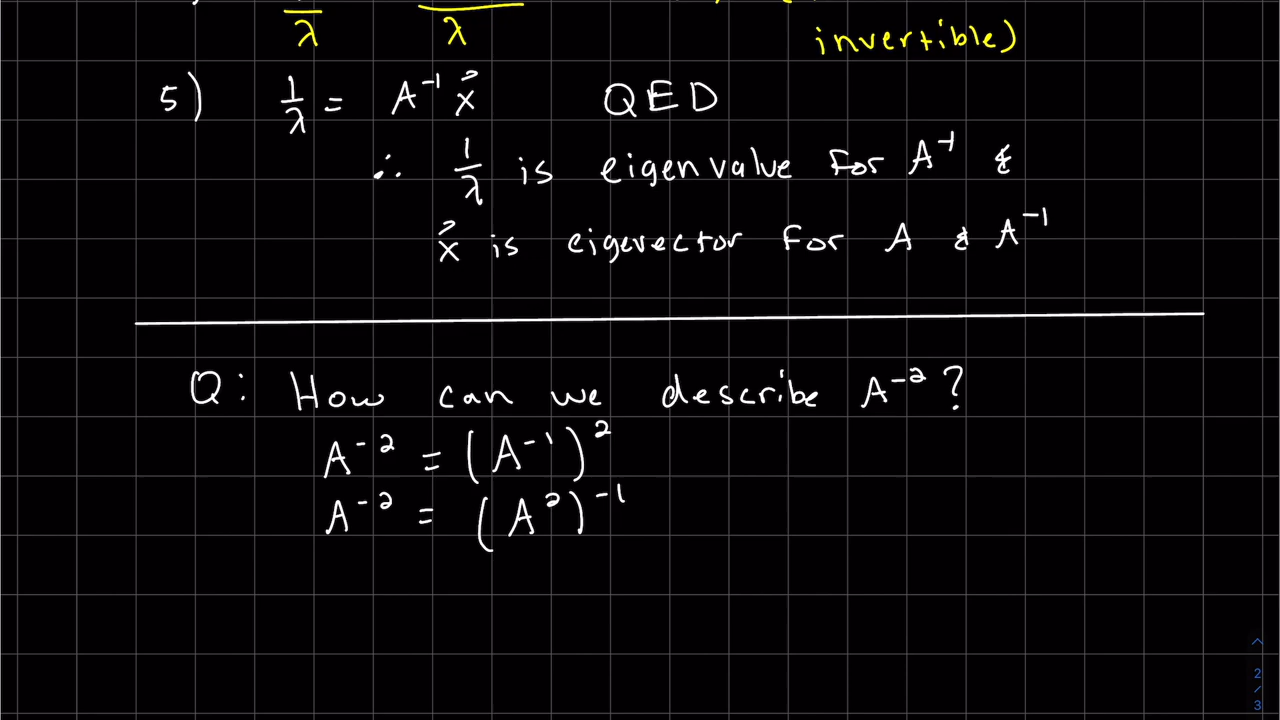 λ λ invertible)
5) 1/λ = A⁻¹ x⃗ QED
∴ 1/λ is eigenvalue for A⁻¹ &
x⃗ is eigevector for A & A⁻¹
Q: How can we describe A⁻²?
A⁻² = (A⁻¹)²
A⁻² = (A²)⁻¹
2
/
3